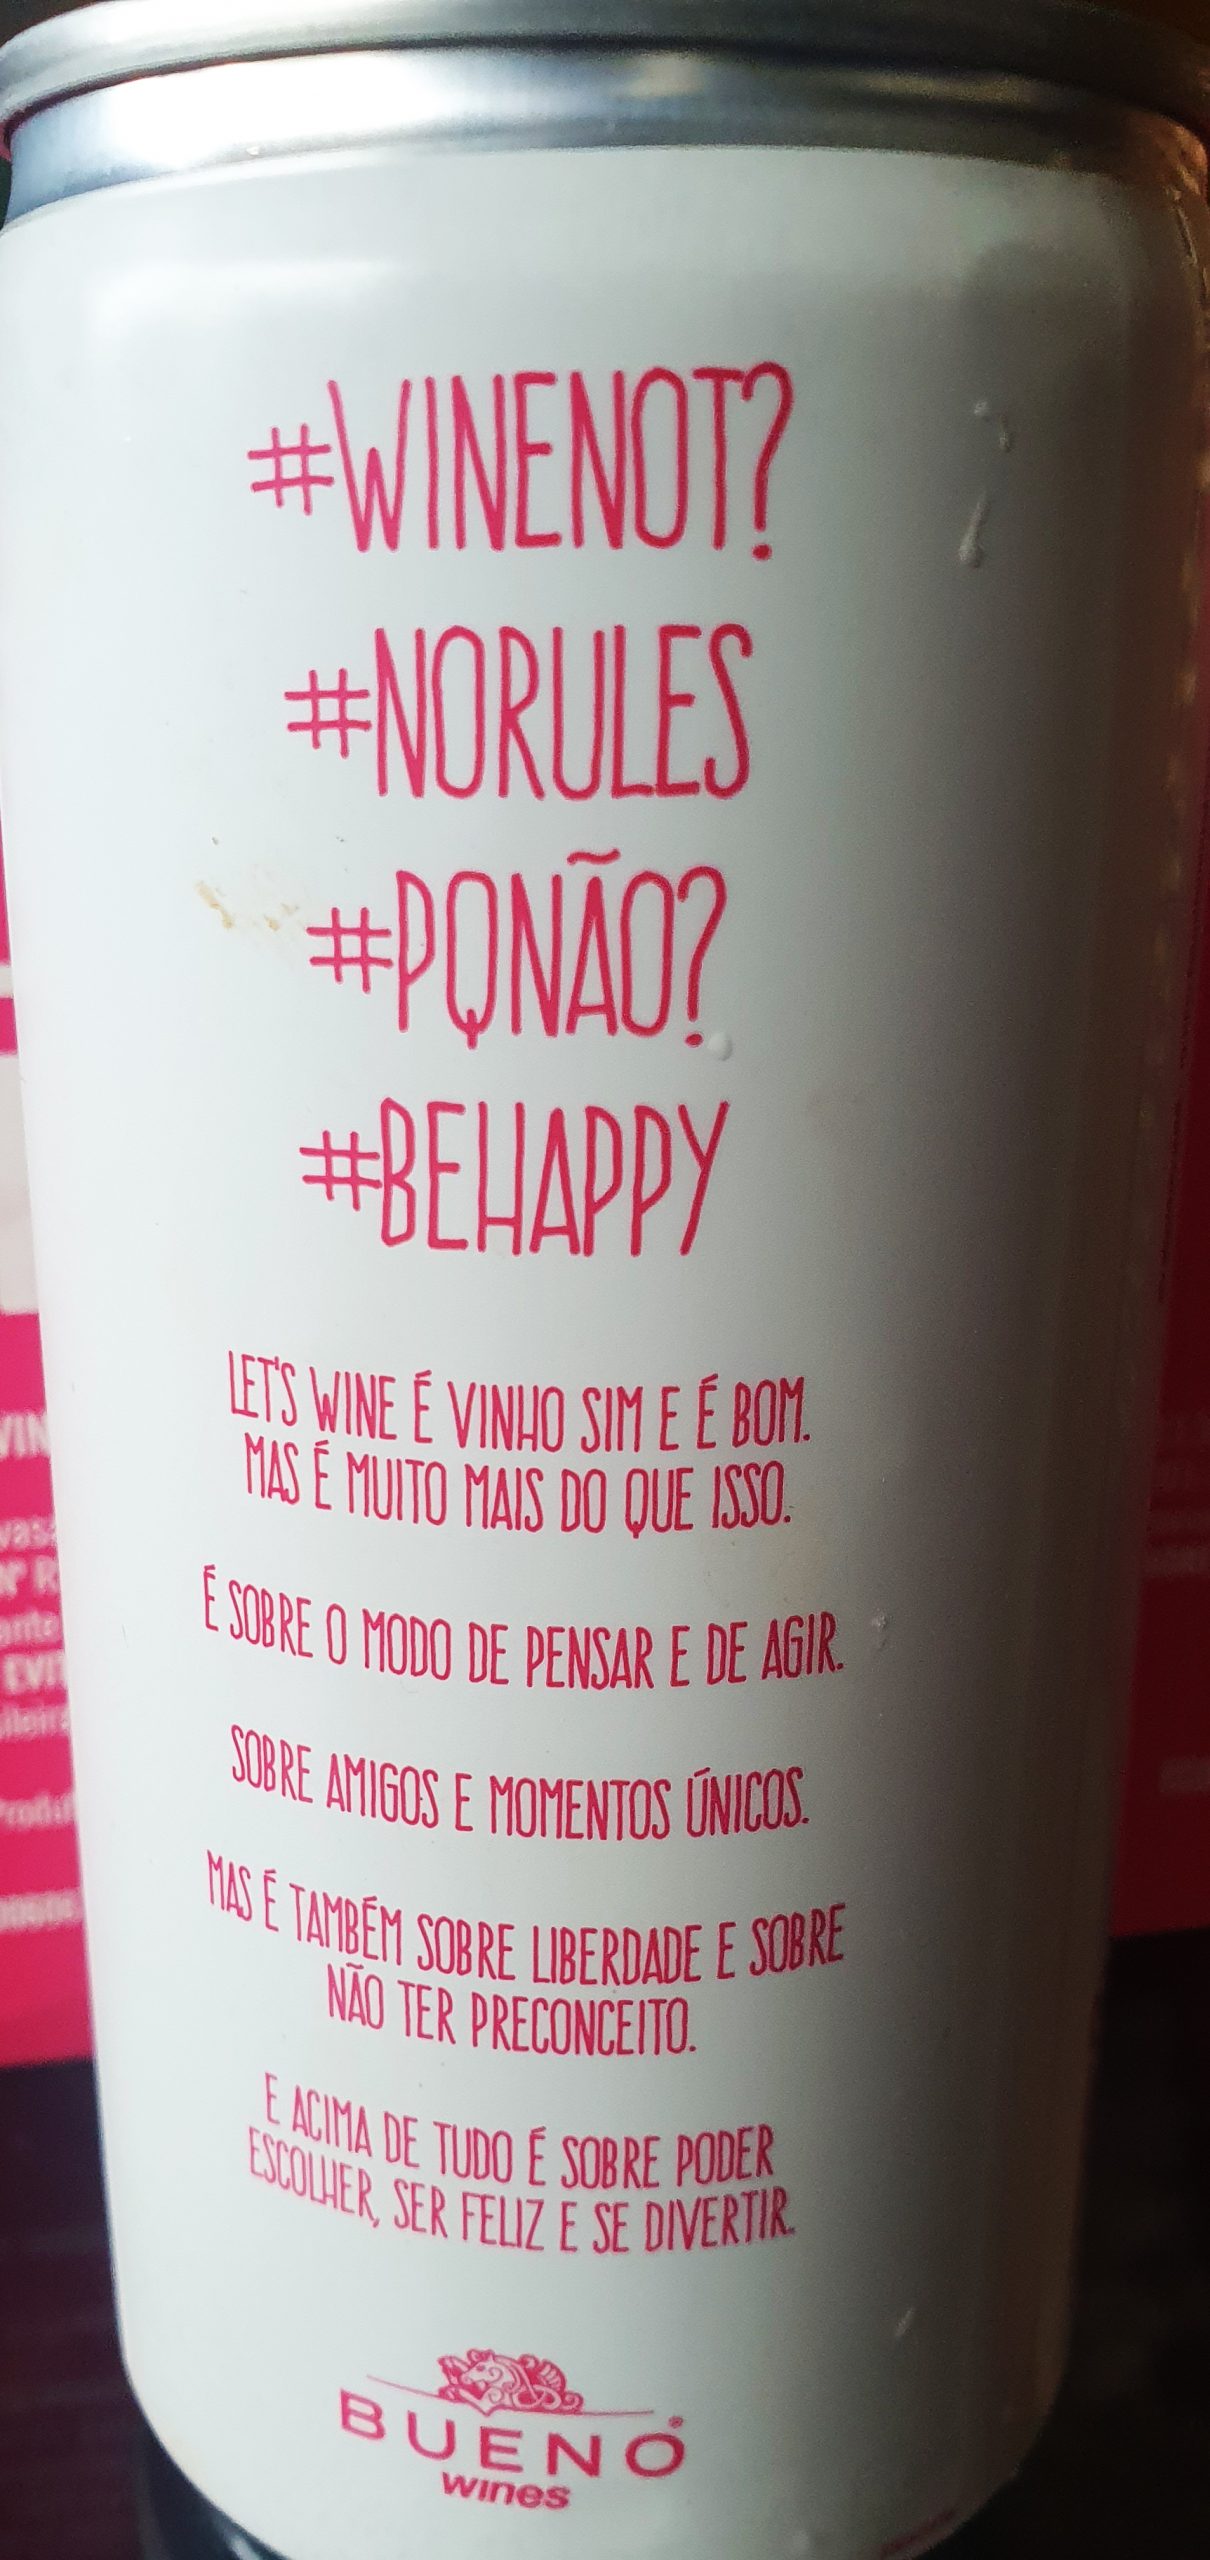 #WINENOT?
#NORULES
#PQNÃO?
#BEHAPPY
LET'S WINE É VINHO SIM E É BOM.
MAS É MUITO MAIS DO QUE ISSO.
É SOBRE O MODO DE PENSAR E DE AGIR.
SOBRE AMIGOS E MOMENTOS ÚNICOS.
MAS É TAMBÉM SOBRE LIBERDADE E SOBRE
NÃO TER PRECONCEITO.
E ACIMA DE TUDO É SOBRE PODER
ESCOLHER, SER FELIZ E SE DIVERTIR.
BUENO
wines